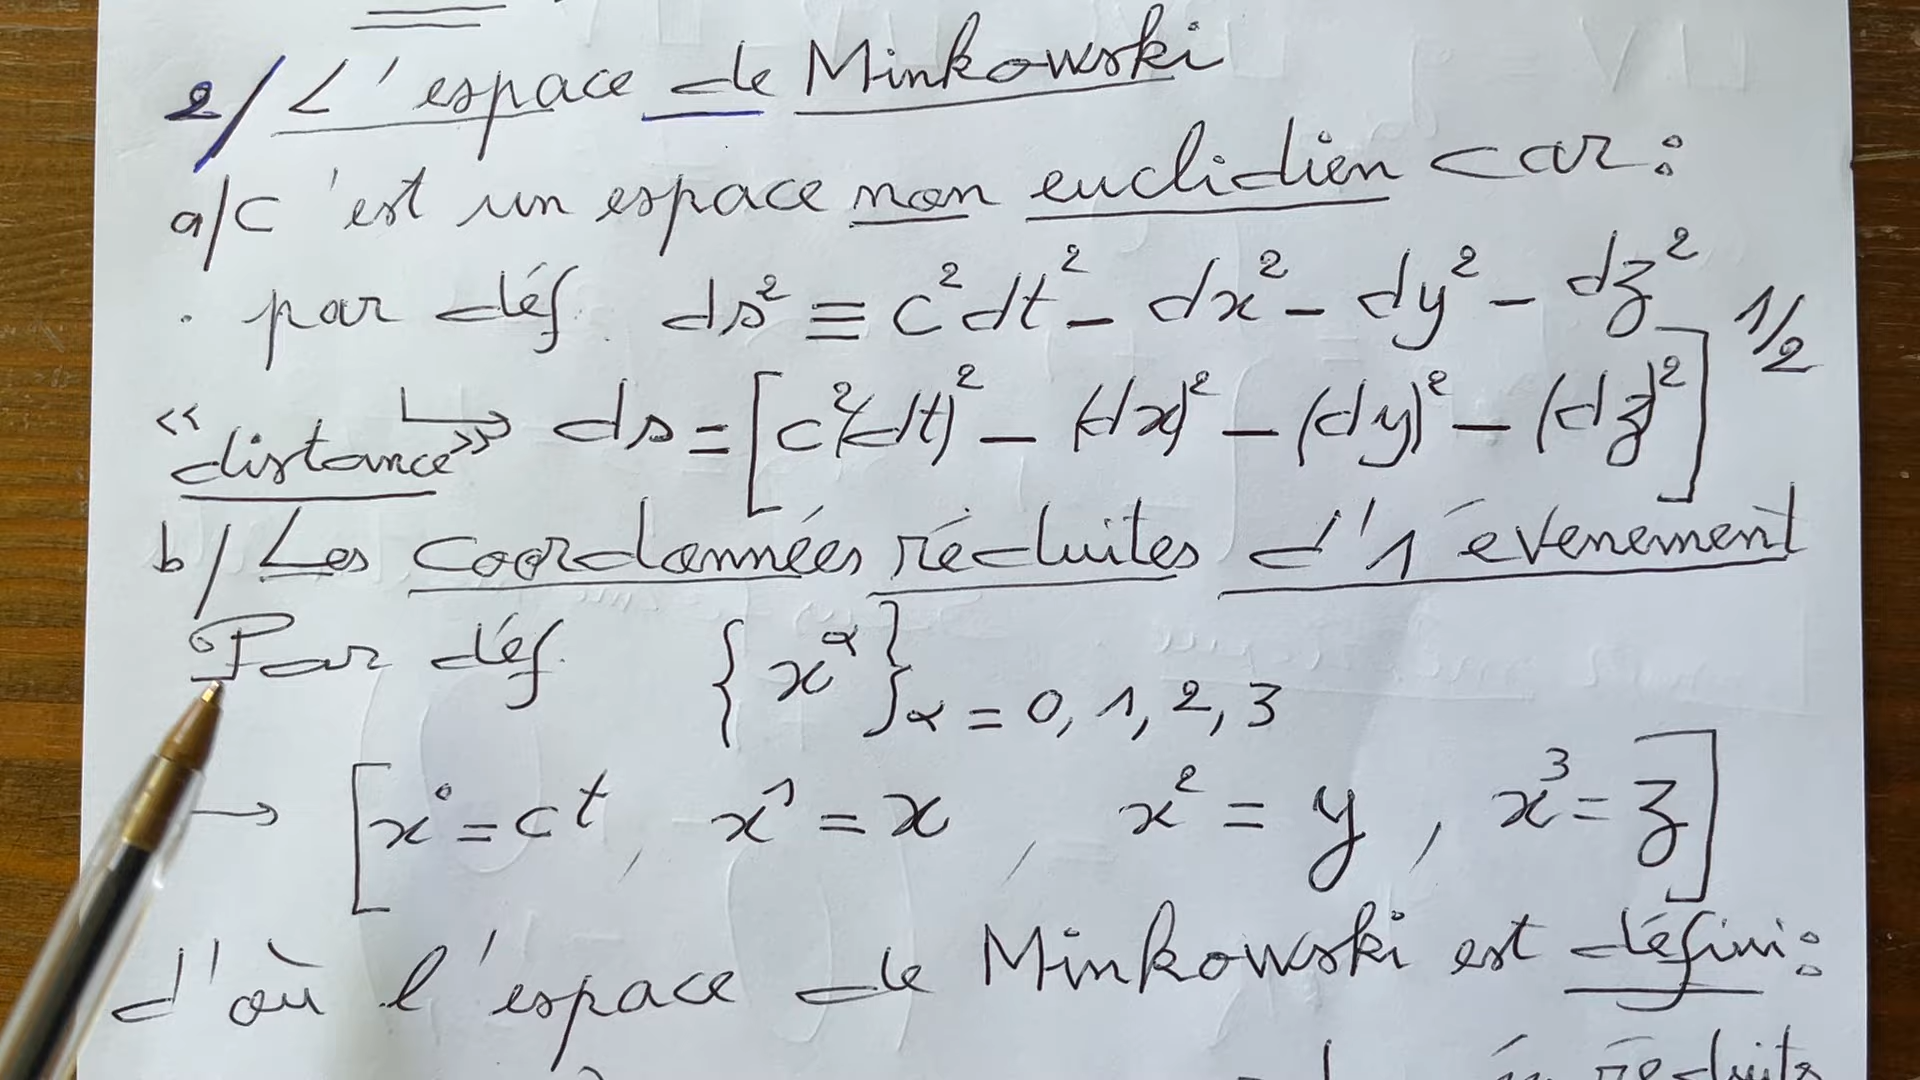 2/ L'espace de Minkowski
a/ C'est un espace non euclidien car :
. par déf. ds² ≡ c²dt² - dx² - dy² - dz²
«distance» ↳ ds = [c²(dt)² - (dx)² - (dy)² - (dz)²]^1/2
b/ Les coordonnées réduites d'1 évenement
Par déf. {x^α}_α = 0, 1, 2, 3
→ [x⁰ = ct, x¹ = x, x² = y, x³ = z]
d'où l'espace de Minkowski est défini :